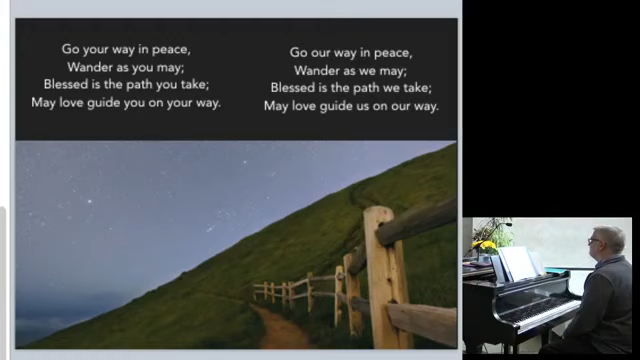 Go your way in peace,
Wander as you may;
Blessed is the path you take;
May love guide you on your way.
Go our way in peace,
Wander as we may;
Blessed is the path we take;
May love guide us on our way.